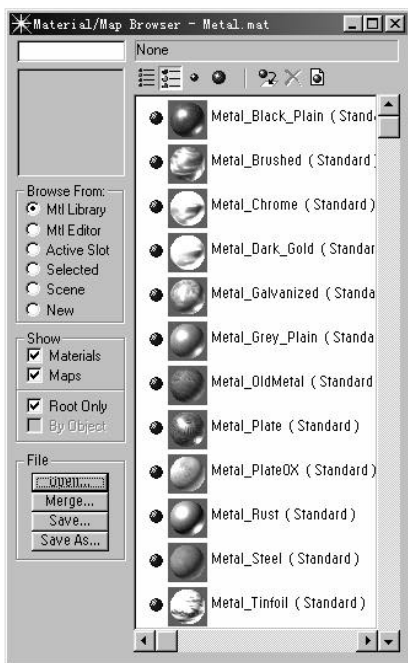 Material/Map Browser - Metal.mat
None
Browse From:
Mtl Library
Mtl Editor
Active Slot
Selected
Scene
New
Show
Materials
Maps
Root Only
By Object
File
Open...
Merge...
Save...
Save As...
Metal_Black_Plain (Stand
Metal_Brushed (Standard)
Metal_Chrome (Standard)
Metal_Dark_Gold (Standar
Metal_Galvanized (Standa
Metal_Grey_Plain (Standa
Metal_OldMetal (Standard
Metal_Plate (Standard)
Metal_PlateOX (Standard)
Metal_Rust (Standard)
Metal_Steel (Standard)
Metal_Tinfoil (Standard)